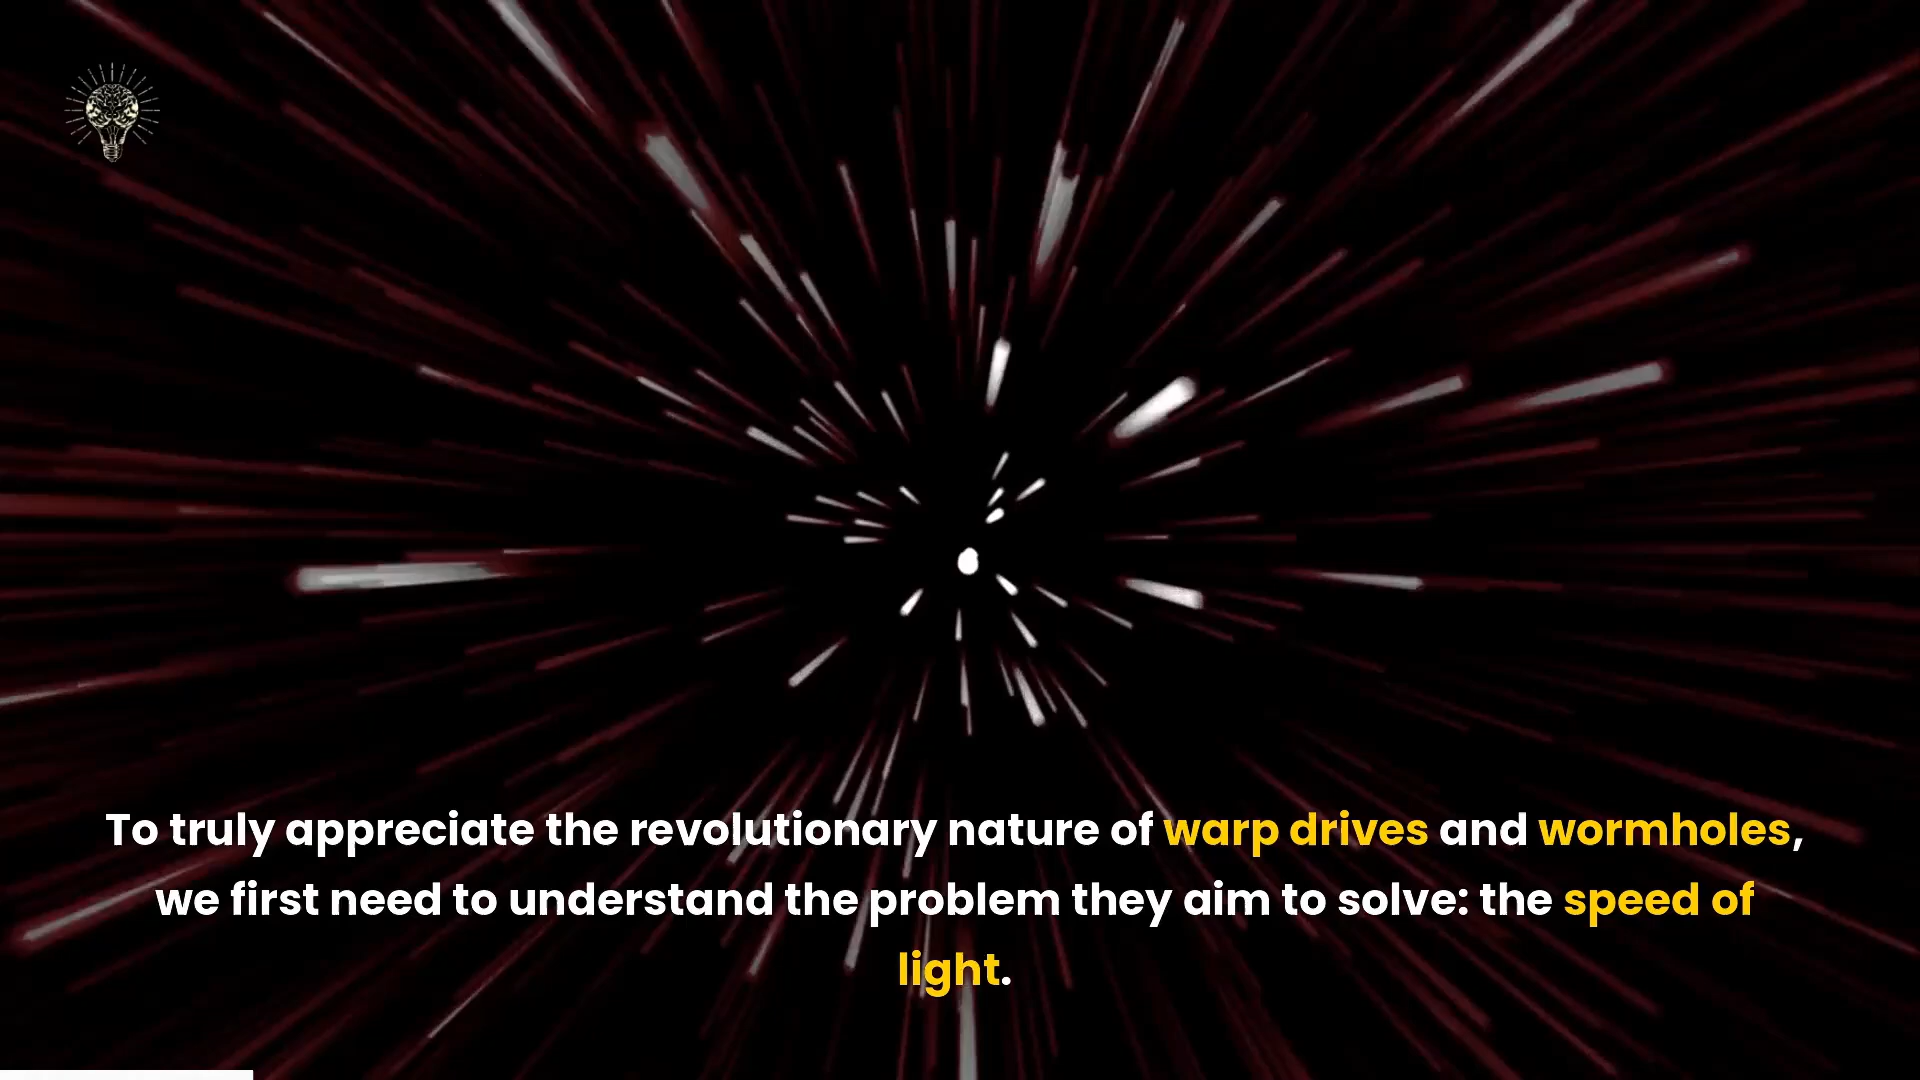 To truly appreciate the revolutionary nature of warp drives and wormholes,
we first need to understand the problem they aim to solve: the speed of
light.